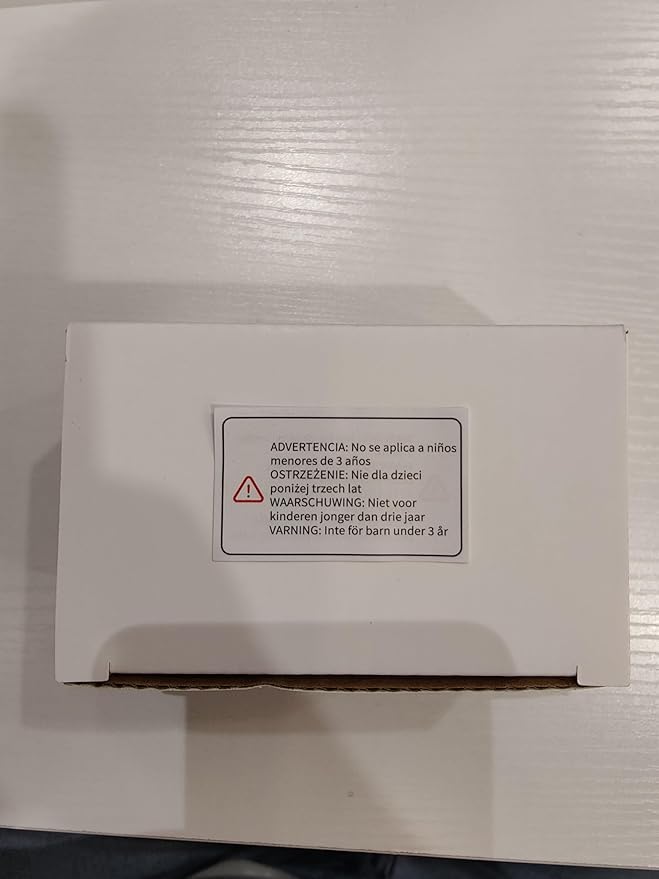 ADVERTENCIA: No se aplica a niños
menores de 3 años
OSTRZEŻENIE: Nie dla dzieci
poniżej trzech lat
WAARSCHUWING: Niet voor
kinderen jonger dan drie jaar
VARNING: Inte för barn under 3 år